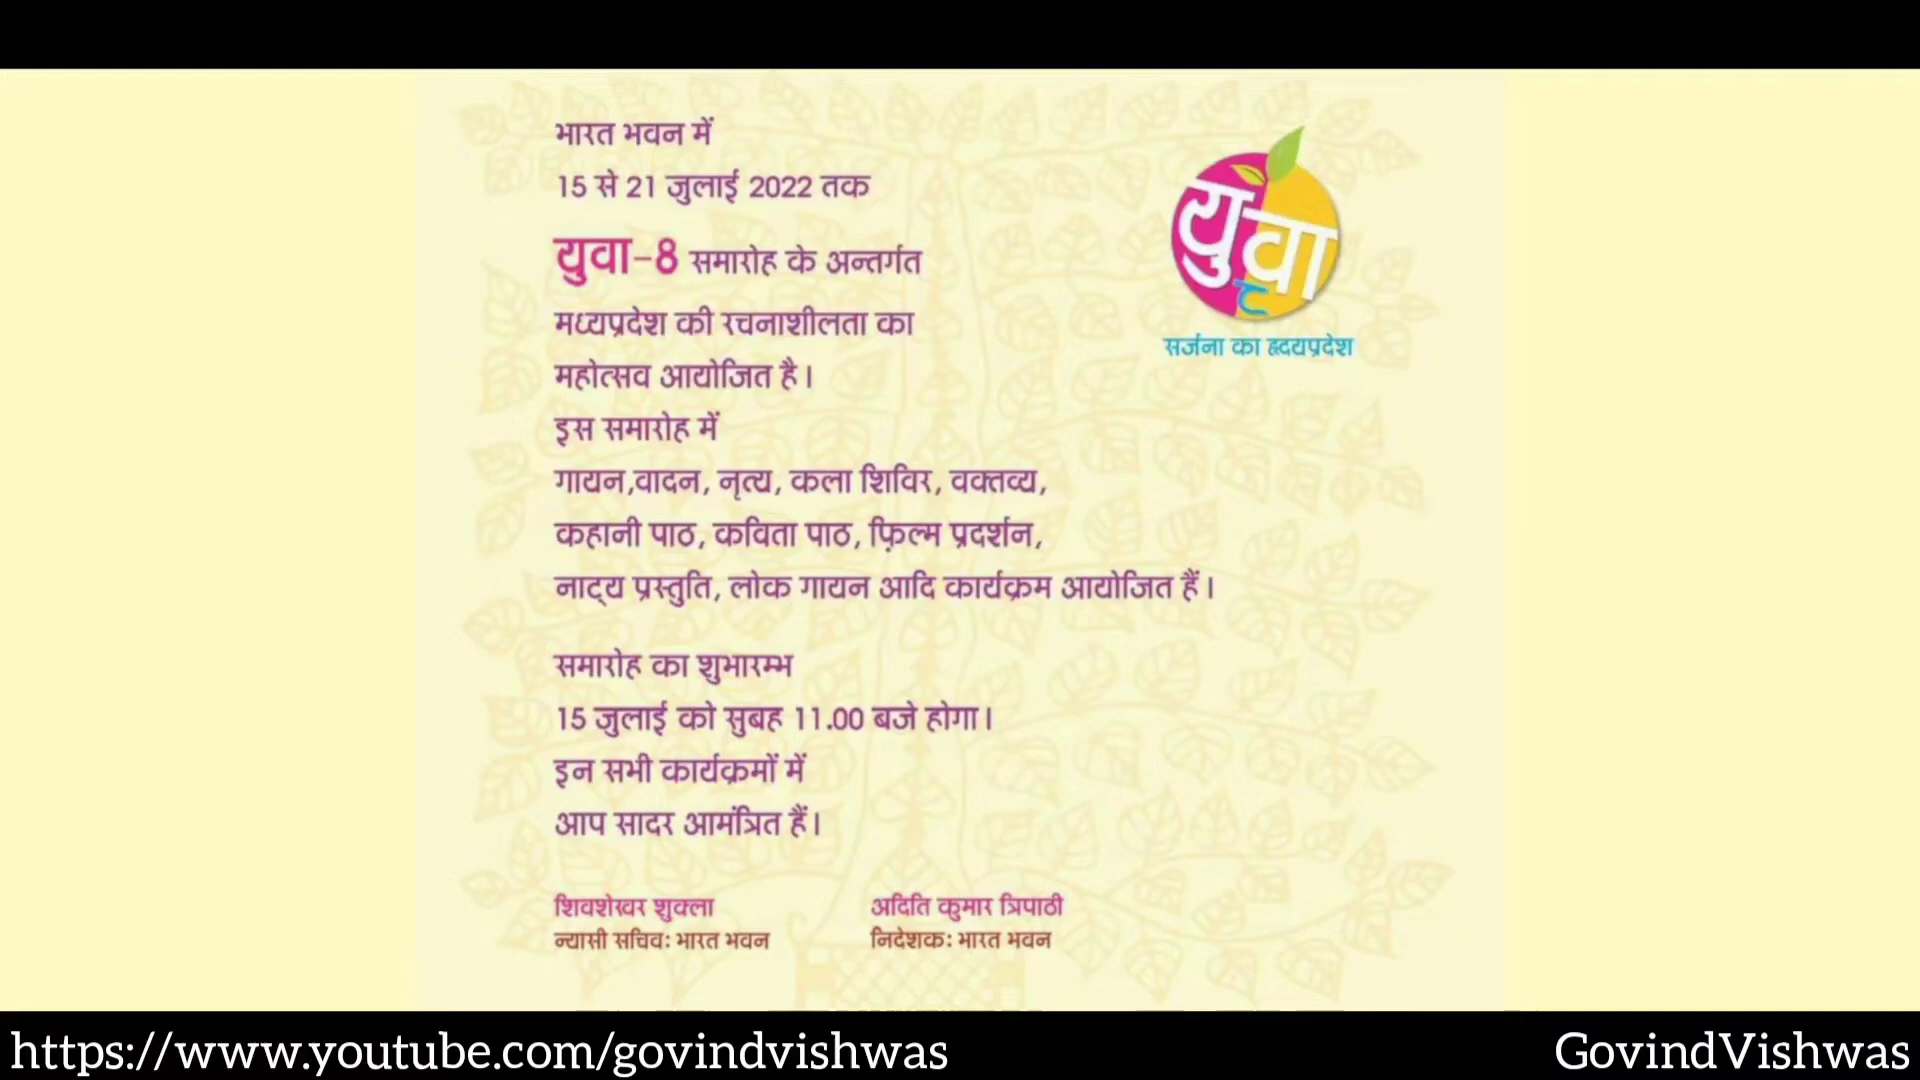 भारत भवन में
15 से 21 जुलाई 2022 तक
युवा-8 समारोह के अन्तर्गत
मध्यप्रदेश की रचनाशीलता का
महोत्सव आयोजित है।
इस समारोह में
गायन,वादन, नृत्य, कला शिविर, वक्तव्य,
कहानी पाठ, कविता पाठ, फ़िल्म प्रदर्शन,
नाट्य प्रस्तुति, लोक गायन आदि कार्यक्रम आयोजित हैं।
समारोह का शुभारम्भ
15 जुलाई को सुबह 11.00 बजे होगा।
इन सभी कार्यक्रमों में
आप सादर आमंत्रित हैं।
शिवशेखर शुक्ला
न्यासी सचिव: भारत भवन
अदिति कुमार त्रिपाठी
निदेशक: भारत भवन
युवा
८
सर्जना का हृदयप्रदेश
https://www.youtube.com/govindvishwas
GovindVishwas